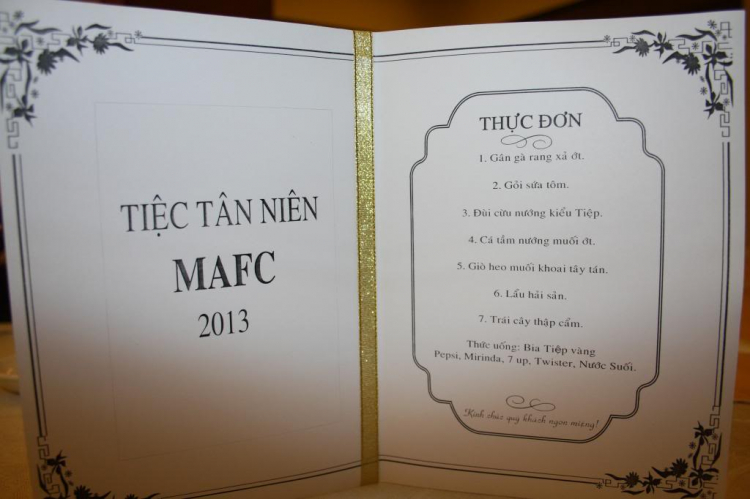 TIỆC TÂN NIÊN
MAFC
2013
THỰC ĐƠN
1. Gân gà rang xả ớt.
2. Gỏi sứa tôm.
3. Đùi cừu nướng kiểu Tiệp.
4. Cá tầm nướng muối ớt.
5. Giò heo muối khoai tây tán.
6. Lẩu hải sản.
7. Trái cây thập cẩm.
Thức uống: Bia Tiệp vàng
Pepsi, Mirinda, 7 up, Twister, Nước Suối.
Kính chúc quý khách ngon miệng!